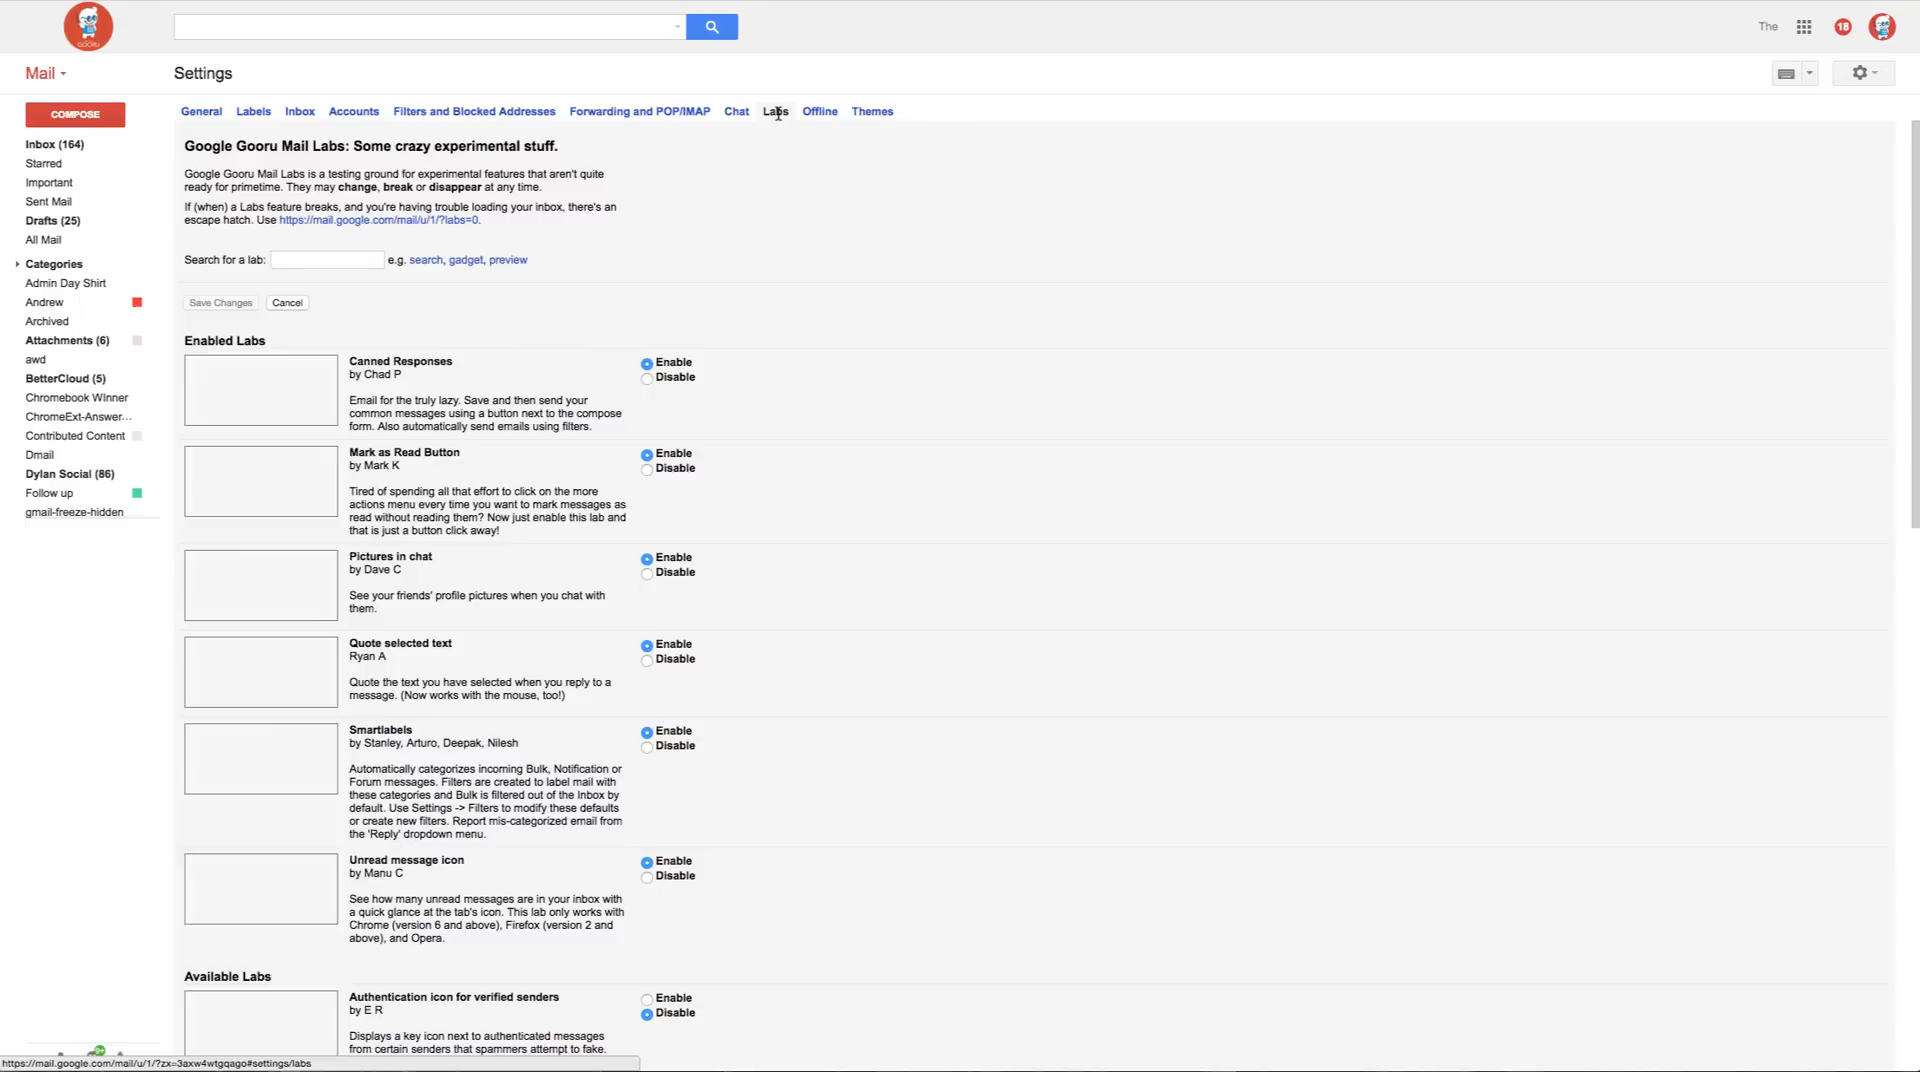 GOORU
The
18
Mail
Settings
COMPOSE
General Labels Inbox Accounts Filters and Blocked Addresses Forwarding and POP/IMAP Chat Labs Offline Themes
Inbox (164)
Starred
Important
Sent Mail
Drafts (25)
All Mail
Categories
Admin Day Shirt
Andrew
Archived
Attachments (6)
awd
BetterCloud (5)
Chromebook WInner
ChromeExt-Answer...
Contributed Content
Dmail
Dylan Social (86)
Follow up
gmail-freeze-hidden
Google Gooru Mail Labs: Some crazy experimental stuff.
Google Gooru Mail Labs is a testing ground for experimental features that aren't quite
ready for primetime. They may change, break or disappear at any time.
If (when) a Labs feature breaks, and you're having trouble loading your inbox, there's an
escape hatch. Use https://mail.google.com/mail/u/1/?labs=0.
Search for a lab: e.g. search, gadget, preview
Save Changes Cancel
Enabled Labs
Canned Responses
by Chad P
Email for the truly lazy. Save and then send your
common messages using a button next to the compose
form. Also automatically send emails using filters.
Enable
Disable
Mark as Read Button
by Mark K
Tired of spending all that effort to click on the more
actions menu every time you want to mark messages as
read without reading them? Now just enable this lab and
that is just a button click away!
Enable
Disable
Pictures in chat
by Dave C
See your friends' profile pictures when you chat with
them.
Enable
Disable
Quote selected text
Ryan A
Quote the text you have selected when you reply to a
message. (Now works with the mouse, too!)
Enable
Disable
Smartlabels
by Stanley, Arturo, Deepak, Nilesh
Automatically categorizes incoming Bulk, Notification or
Forum messages. Filters are created to label mail with
these categories and Bulk is filtered out of the Inbox by
default. Use Settings -> Filters to modify these defaults
or create new filters. Report mis-categorized email from
the 'Reply' dropdown menu.
Enable
Disable
Unread message icon
by Manu C
See how many unread messages are in your inbox with
a quick glance at the tab's icon. This lab only works with
Chrome (version 6 and above), Firefox (version 2 and
above), and Opera.
Enable
Disable
Available Labs
Authentication icon for verified senders
by E R
Displays a key icon next to authenticated messages
from certain senders that spammers attempt to fake.
Enable
Disable
https://mail.google.com/mail/u/1/?zx=3axw4wtgqago#settings/labs